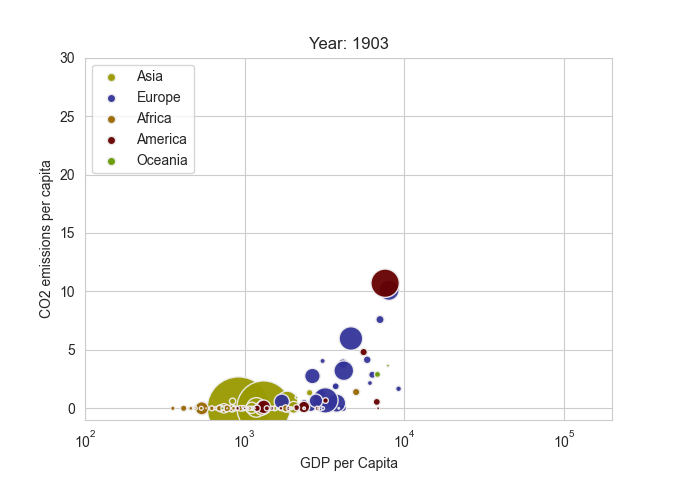 Year: 1903
30
25
20
15
10
5
0
CO2 emissions per capita
Asia
Europe
Africa
America
Oceania
10²
10³
10⁴
10⁵
GDP per Capita